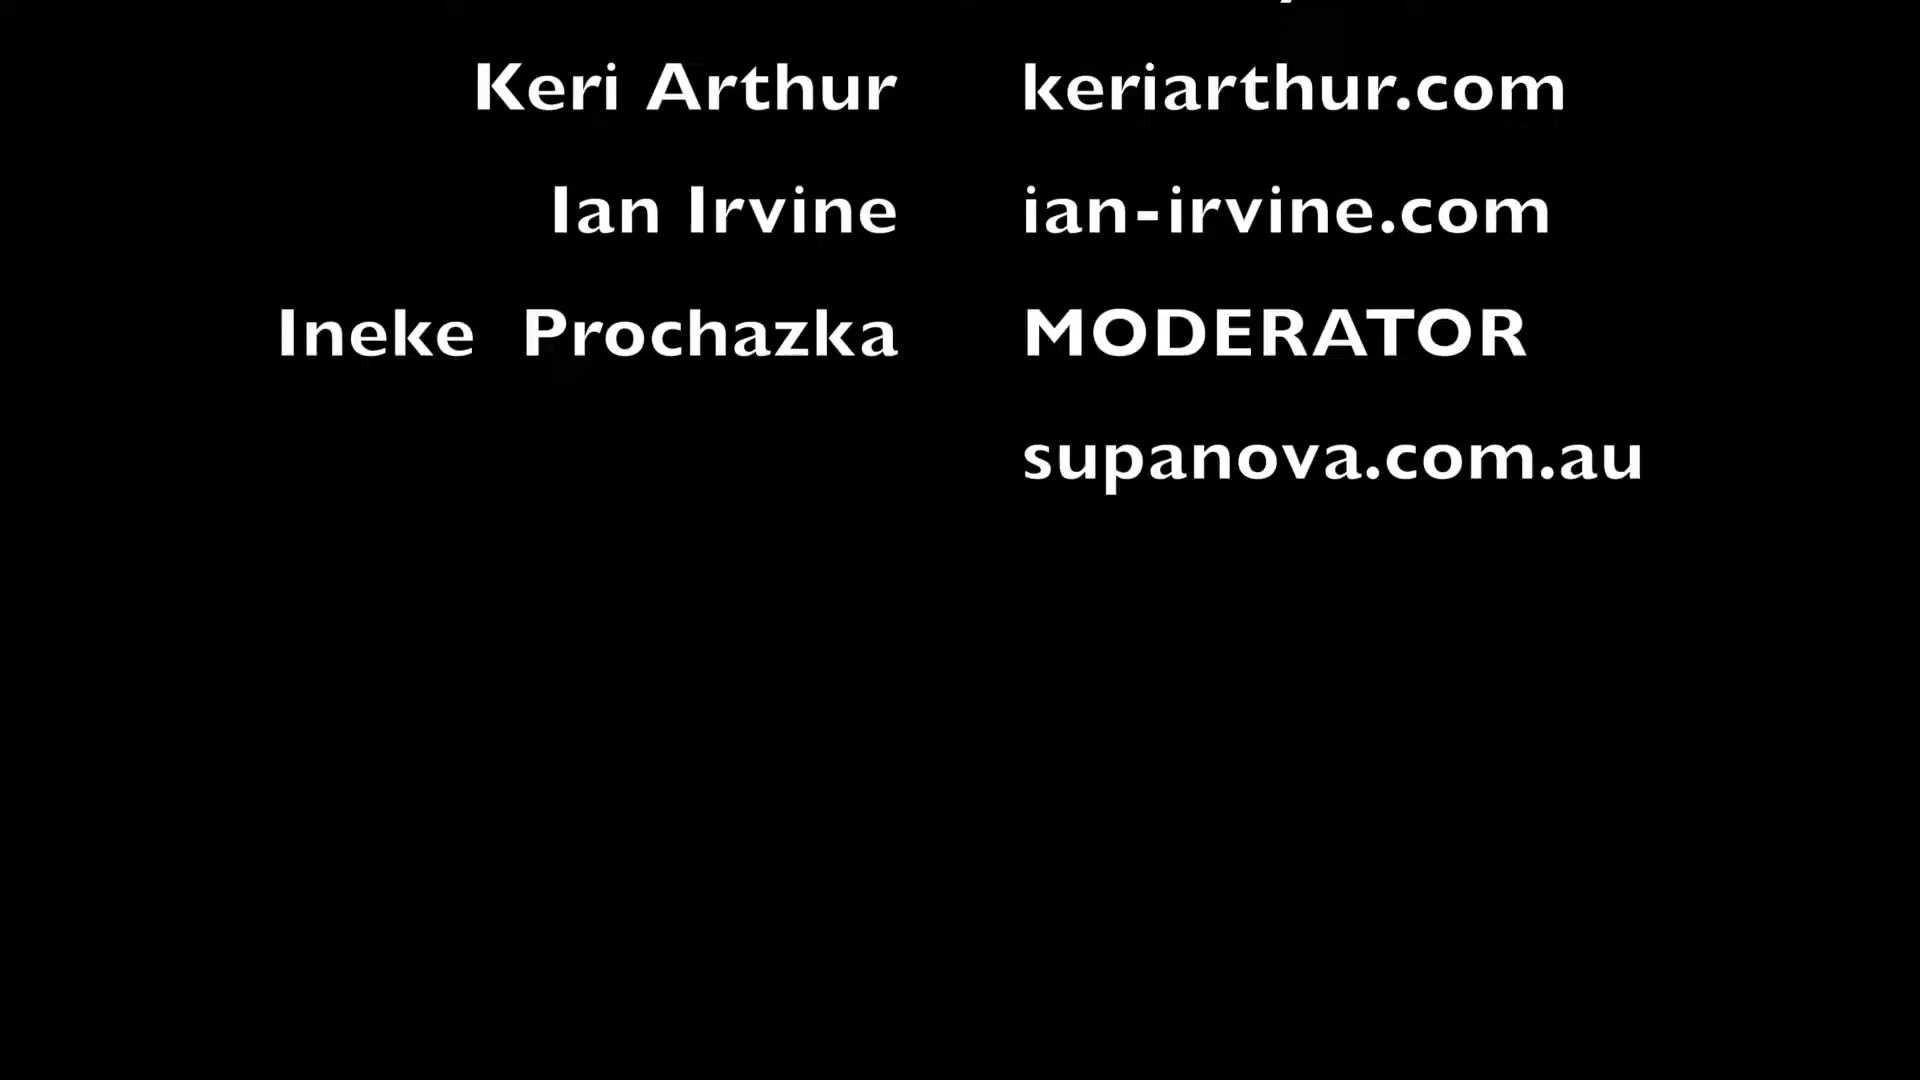 Keri Arthur keriarthur.com
Ian Irvine ian-irvine.com
Ineke Prochazka MODERATOR
supanova.com.au